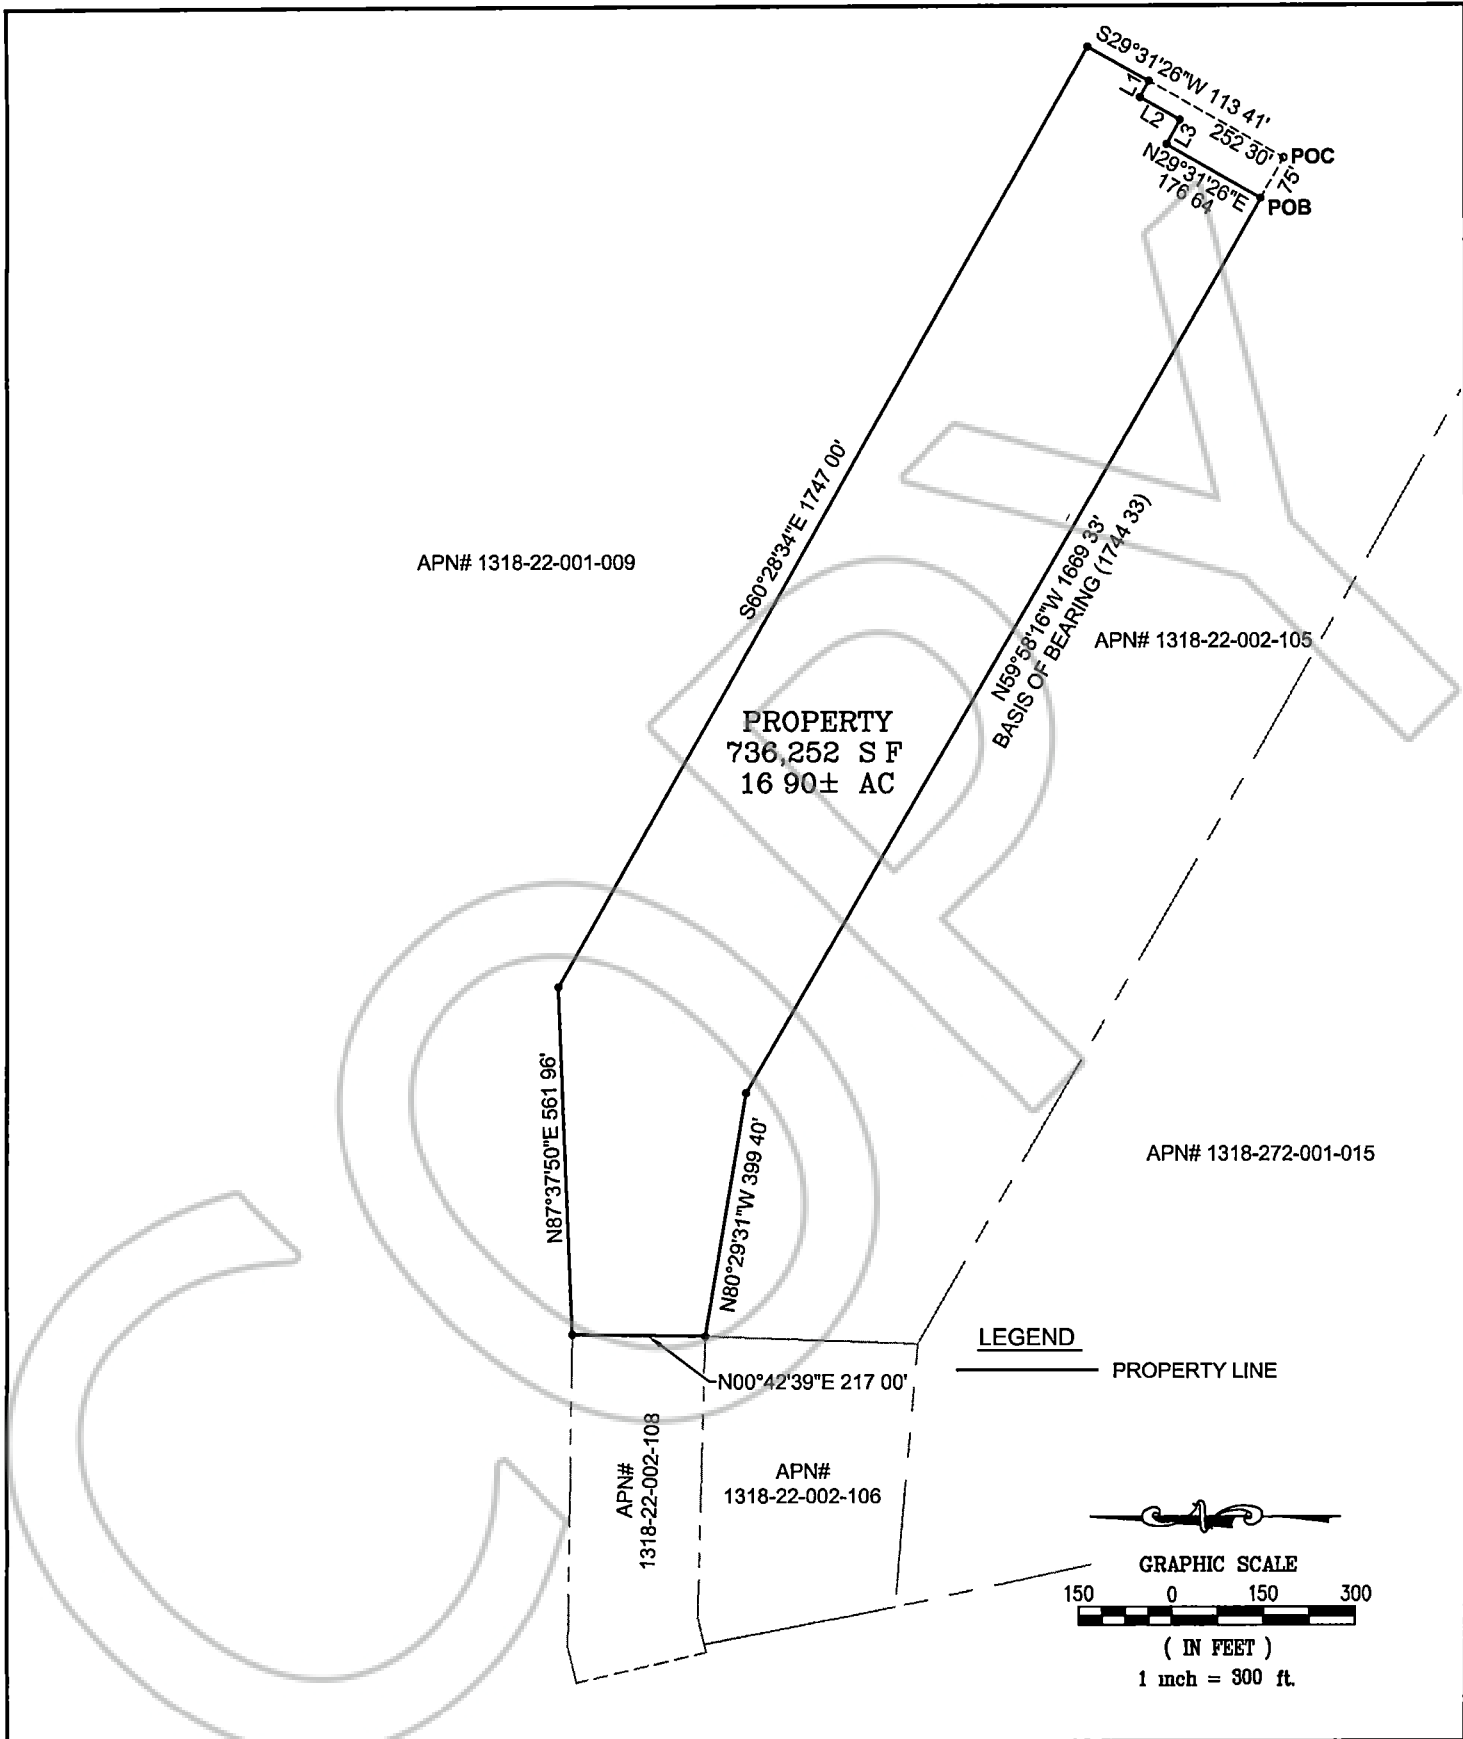 S29°31'26"W 113 41'
L1
L2
L3
252 30'
POC
75'
N29°31'26"E
176 64
POB
S60°28'34"E 1747 00'
N59°58'16"W 1669 33'
BASIS OF BEARING (1744 33)
APN# 1318-22-001-009
APN# 1318-22-002-105
PROPERTY
736,252 S F
16 90± AC
N87°37'50"E 561 96'
N80°29'31"W 399 40'
APN# 1318-272-001-015
LEGEND
PROPERTY LINE
N00°42'39"E 217 00'
APN#
1318-22-002-108
APN#
1318-22-002-106
GRAPHIC SCALE
150 0 150 300
( IN FEET )
1 inch = 300 ft.
COPY